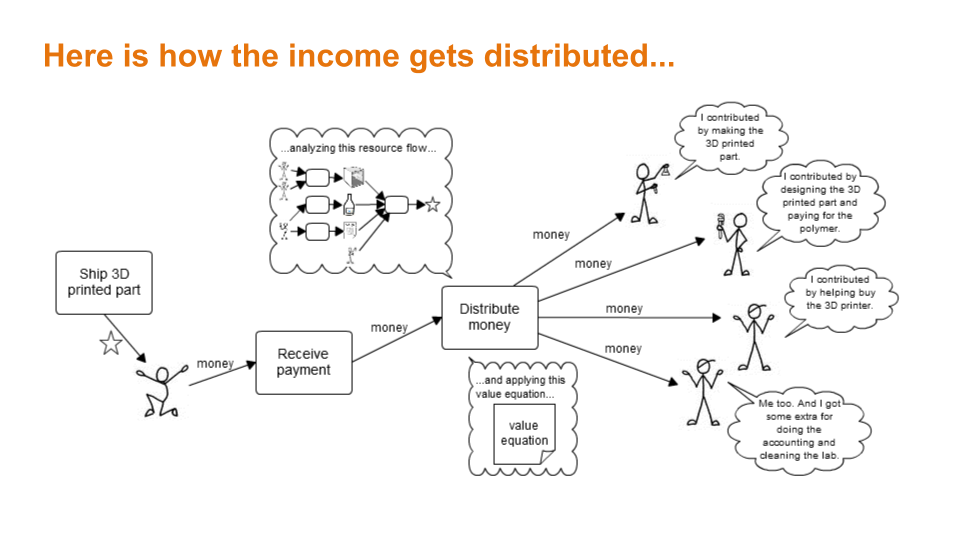 Here is how the income gets distributed...
...analyzing this resource flow...
I contributed
by making the
3D printed
part.
I contributed by
designing the 3D
printed part and
paying for the
polymer.
money
money
Ship 3D
printed part
I contributed
by helping buy
the 3D printer.
Distribute
money
money
money
Receive
payment
money
money
...and applying this
value equation...
value
equation
Me too. And I got
some extra for
doing the
accounting and
cleaning the lab.